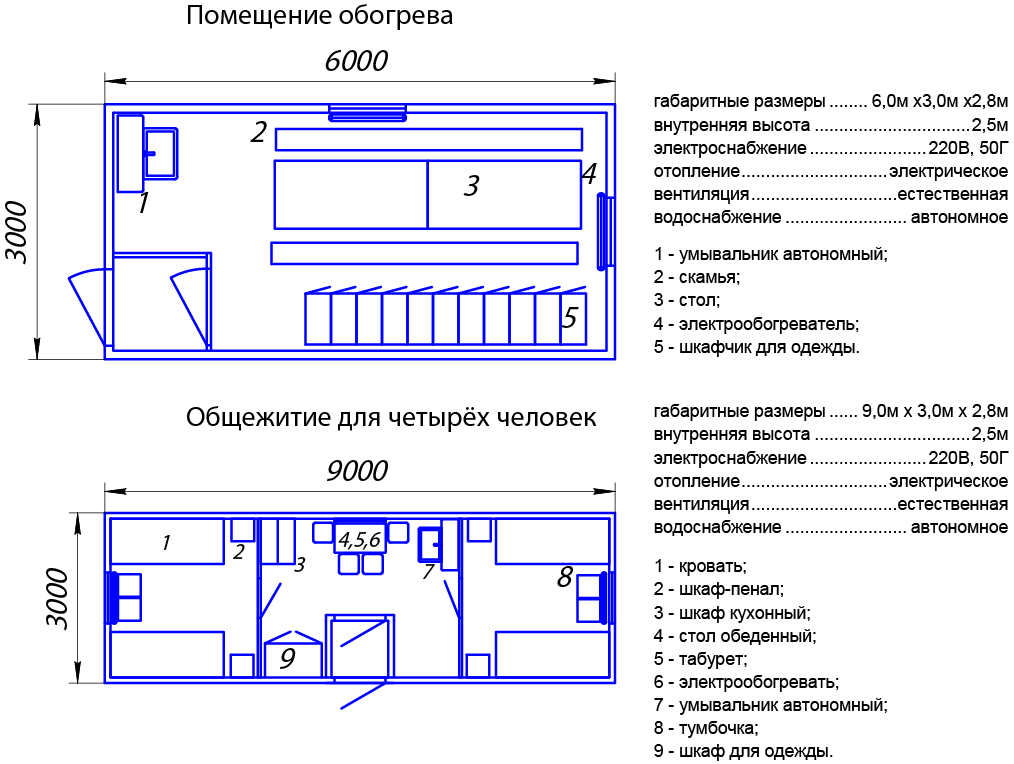 Помещение обогрева
6000
3000
1
2
3
4
5
габаритные размеры ........ 6,0м х3,0м х2,8м
внутренняя высота ..............................2,5м
электроснабжение ........................220В, 50Г
отопление..............................электрическое
вентиляция..............................естественная
водоснабжение ......................... автономное
1 - умывальник автономный;
2 - скамья;
3 - стол;
4 - электрообогреватель;
5 - шкафчик для одежды.
Общежитие для четырёх человек
9000
3000
1
2
3
4,5,6
7
8
9
габаритные размеры ...... 9,0м х 3,0м х 2,8м
внутренняя высота ..............................2,5м
электроснабжение ........................220В, 50Г
отопление..............................электрическое
вентиляция..............................естественная
водоснабжение ......................... автономное
1 - кровать;
2 - шкаф-пенал;
3 - шкаф кухонный;
4 - стол обеденный;
5 - табурет;
6 - электрообогревать;
7 - умывальник автономный;
8 - тумбочка;
9 - шкаф для одежды.